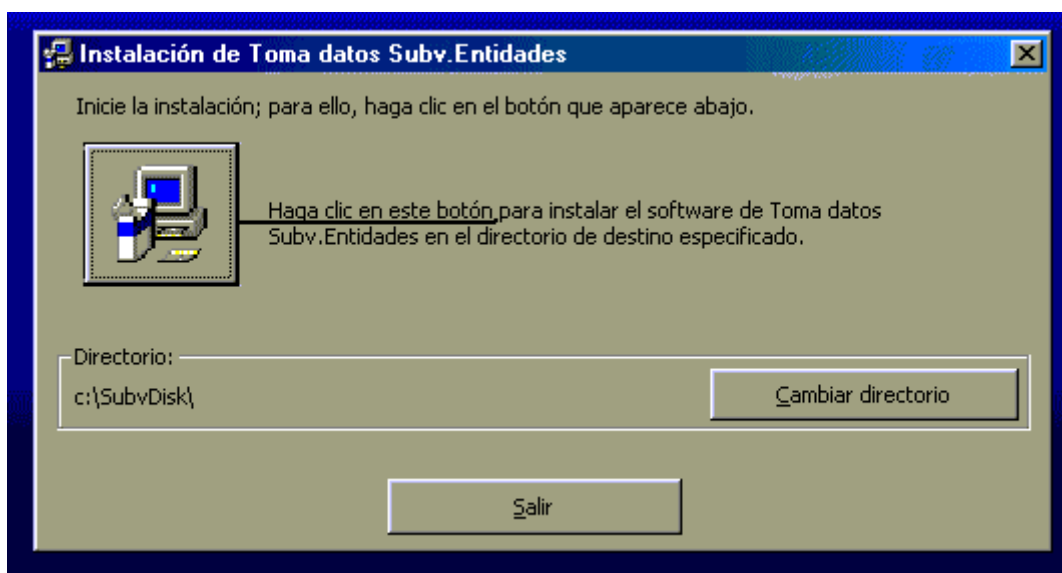 Instalación de Toma datos Subv.Entidades
Inicie la instalación; para ello, haga clic en el botón que aparece abajo.
Haga clic en este botón para instalar el software de Toma datos
Subv.Entidades en el directorio de destino especificado.
Directorio:
c:\SubvDisk\
Cambiar directorio
Salir